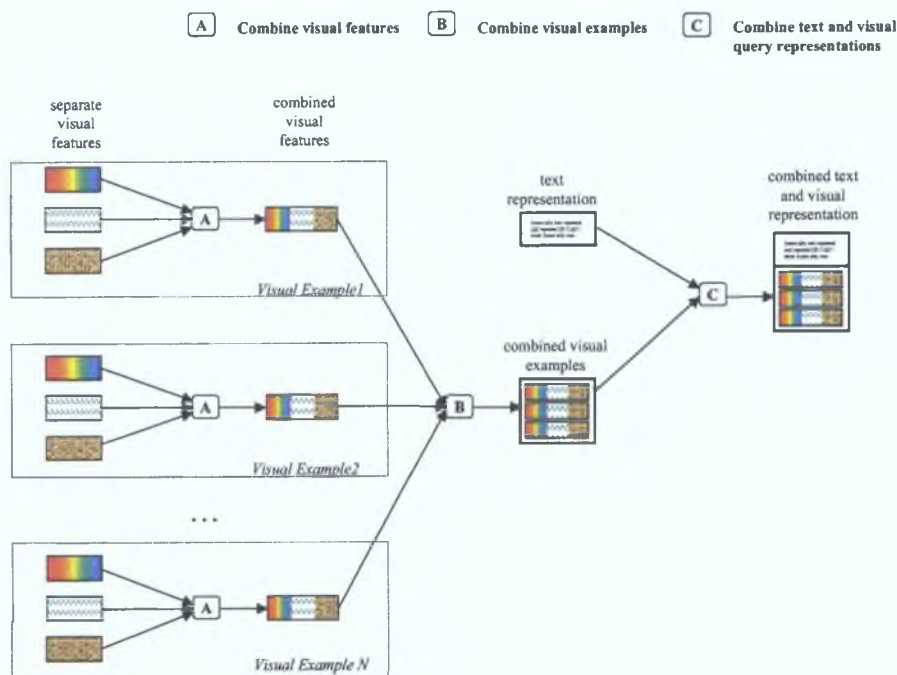 A Combine visual features B Combine visual examples C Combine text and visual
query representations
separate
visual
features
combined
visual
features
A
Visual Example1
A
Visual Example2
...
A
Visual Example N
B
text
representation
combined visual
examples
C
combined text
and visual
representation